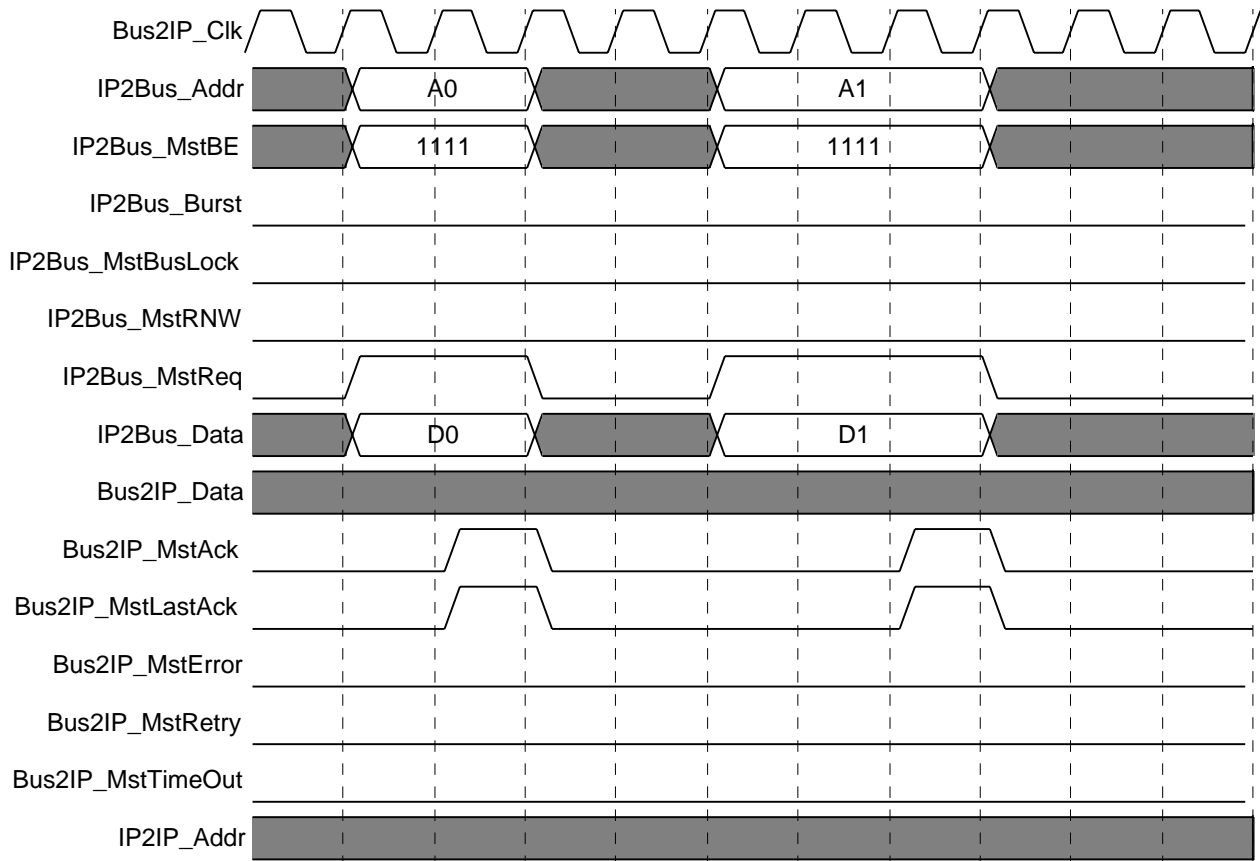 Bus2IP_Clk
IP2Bus_Addr A0 A1
IP2Bus_MstBE 1111 1111
IP2Bus_Burst
IP2Bus_MstBusLock
IP2Bus_MstRNW
IP2Bus_MstReq
IP2Bus_Data D0 D1
Bus2IP_Data
Bus2IP_MstAck
Bus2IP_MstLastAck
Bus2IP_MstError
Bus2IP_MstRetry
Bus2IP_MstTimeOut
IP2IP_Addr